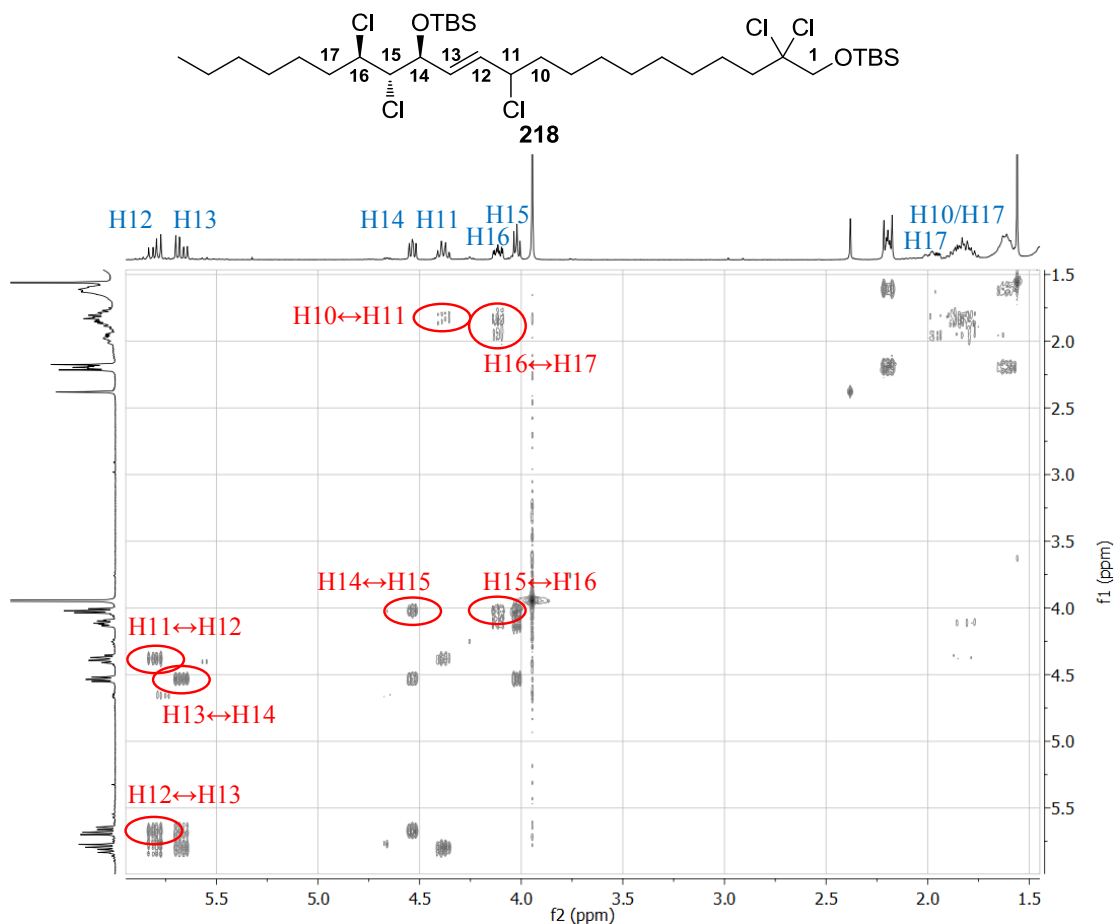 Cl OTBS Cl Cl
17 15 13 11 1
16 14 12 10 OTBS
Cl Cl
218
H12 H13 H14 H11 H15 H10/H17
H16 H17
H10↔H11
H16↔H17
H14↔H15 H15↔H16
H11↔H12
H13↔H14
H12↔H13
1.5
2.0
2.5
3.0
3.5
4.0
4.5
5.0
5.5
f1 (ppm)
5.5 5.0 4.5 4.0 3.5 3.0 2.5 2.0 1.5
f2 (ppm)